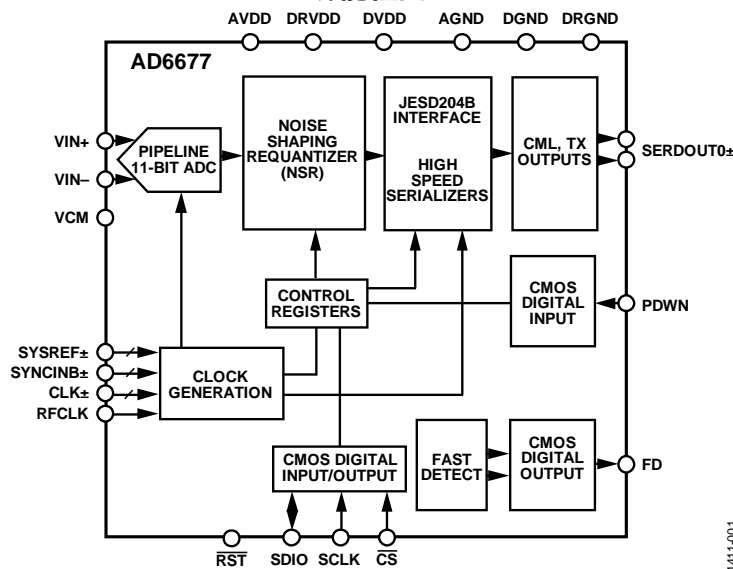 AVDD DRVDD DVDD AGND DGND DRGND
AD6677
VIN+
VIN–
VCM
PIPELINE
11-BIT ADC
NOISE
SHAPING
REQUANTIZER
(NSR)
JESD204B
INTERFACE
HIGH
SPEED
SERIALIZERS
CML, TX
OUTPUTS
SERDOUT0±
CONTROL
REGISTERS
CMOS
DIGITAL
INPUT
PDWN
SYSREF±
SYNCINB±
CLK±
RFCLK
CLOCK
GENERATION
CMOS DIGITAL
INPUT/OUTPUT
FAST
DETECT
CMOS
DIGITAL
OUTPUT
FD
RST SDIO SCLK CS